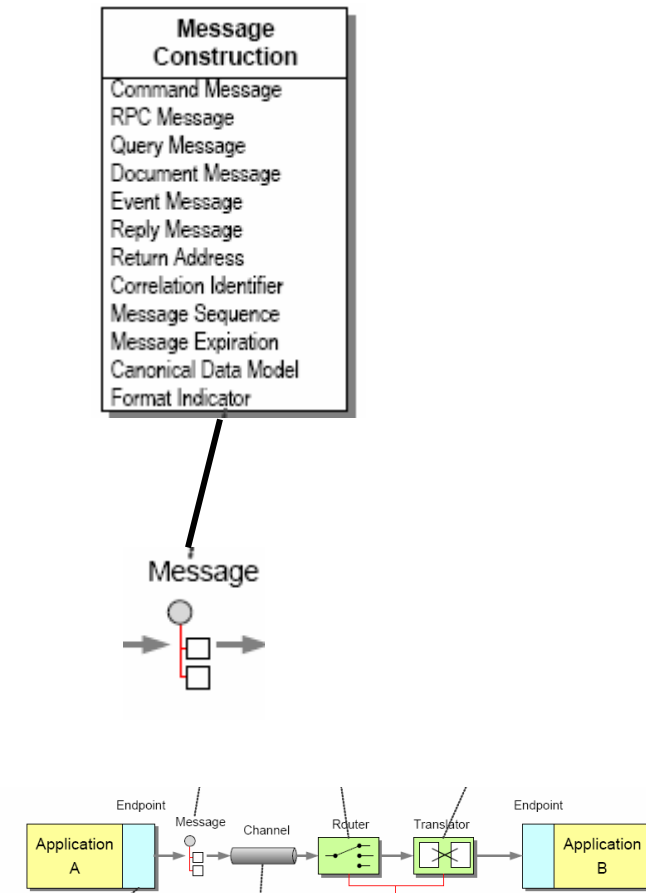 Message
Construction
Command Message
RPC Message
Query Message
Document Message
Event Message
Reply Message
Return Address
Correlation Identifier
Message Sequence
Message Expiration
Canonical Data Model
Format Indicator
Message
Endpoint
Message
Channel
Router
Translator
Endpoint
Application
A
Application
B